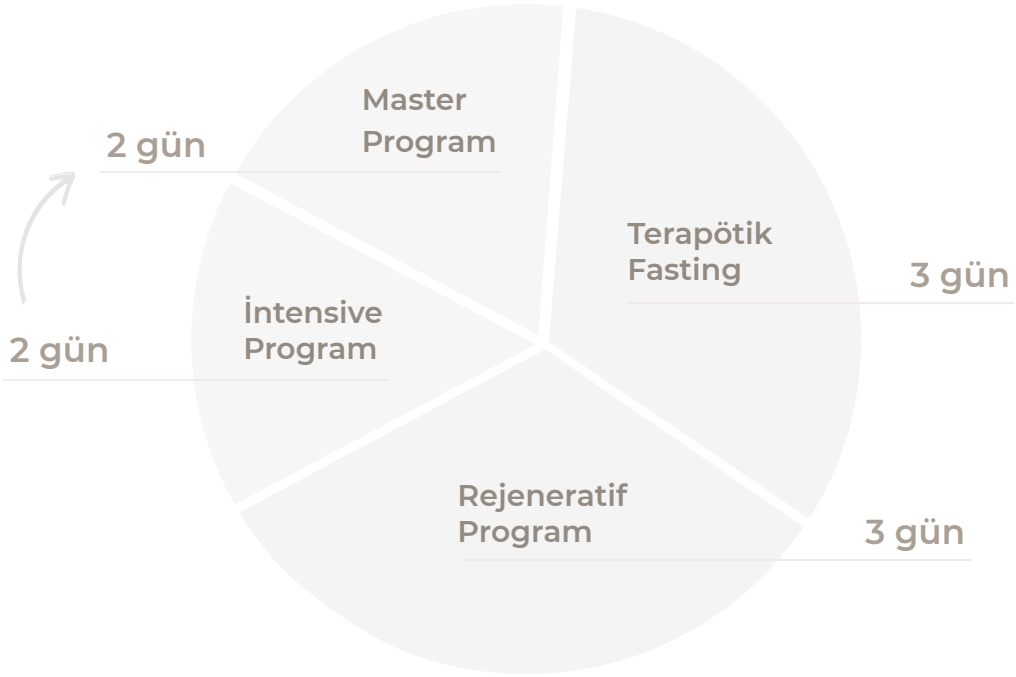 Master
Program
2 gün
Terapötik
Fasting
3 gün
İntensive
Program
2 gün
Rejeneratif
Program
3 gün